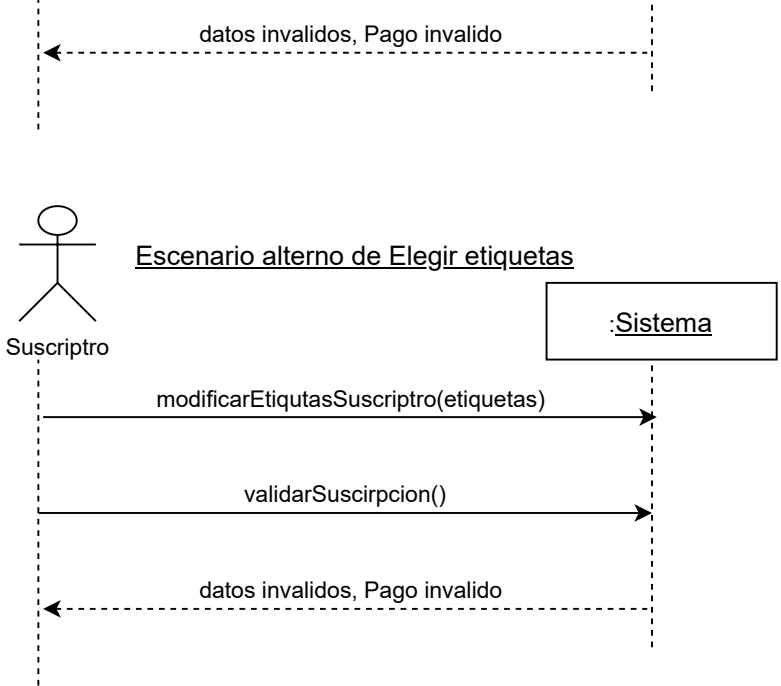 datos invalidos, Pago invalido
Escenario alterno de Elegir etiquetas
:Sistema
Suscriptro
modificarEtiqutasSuscriptro(etiquetas)
validarSuscirpcion()
datos invalidos, Pago invalido